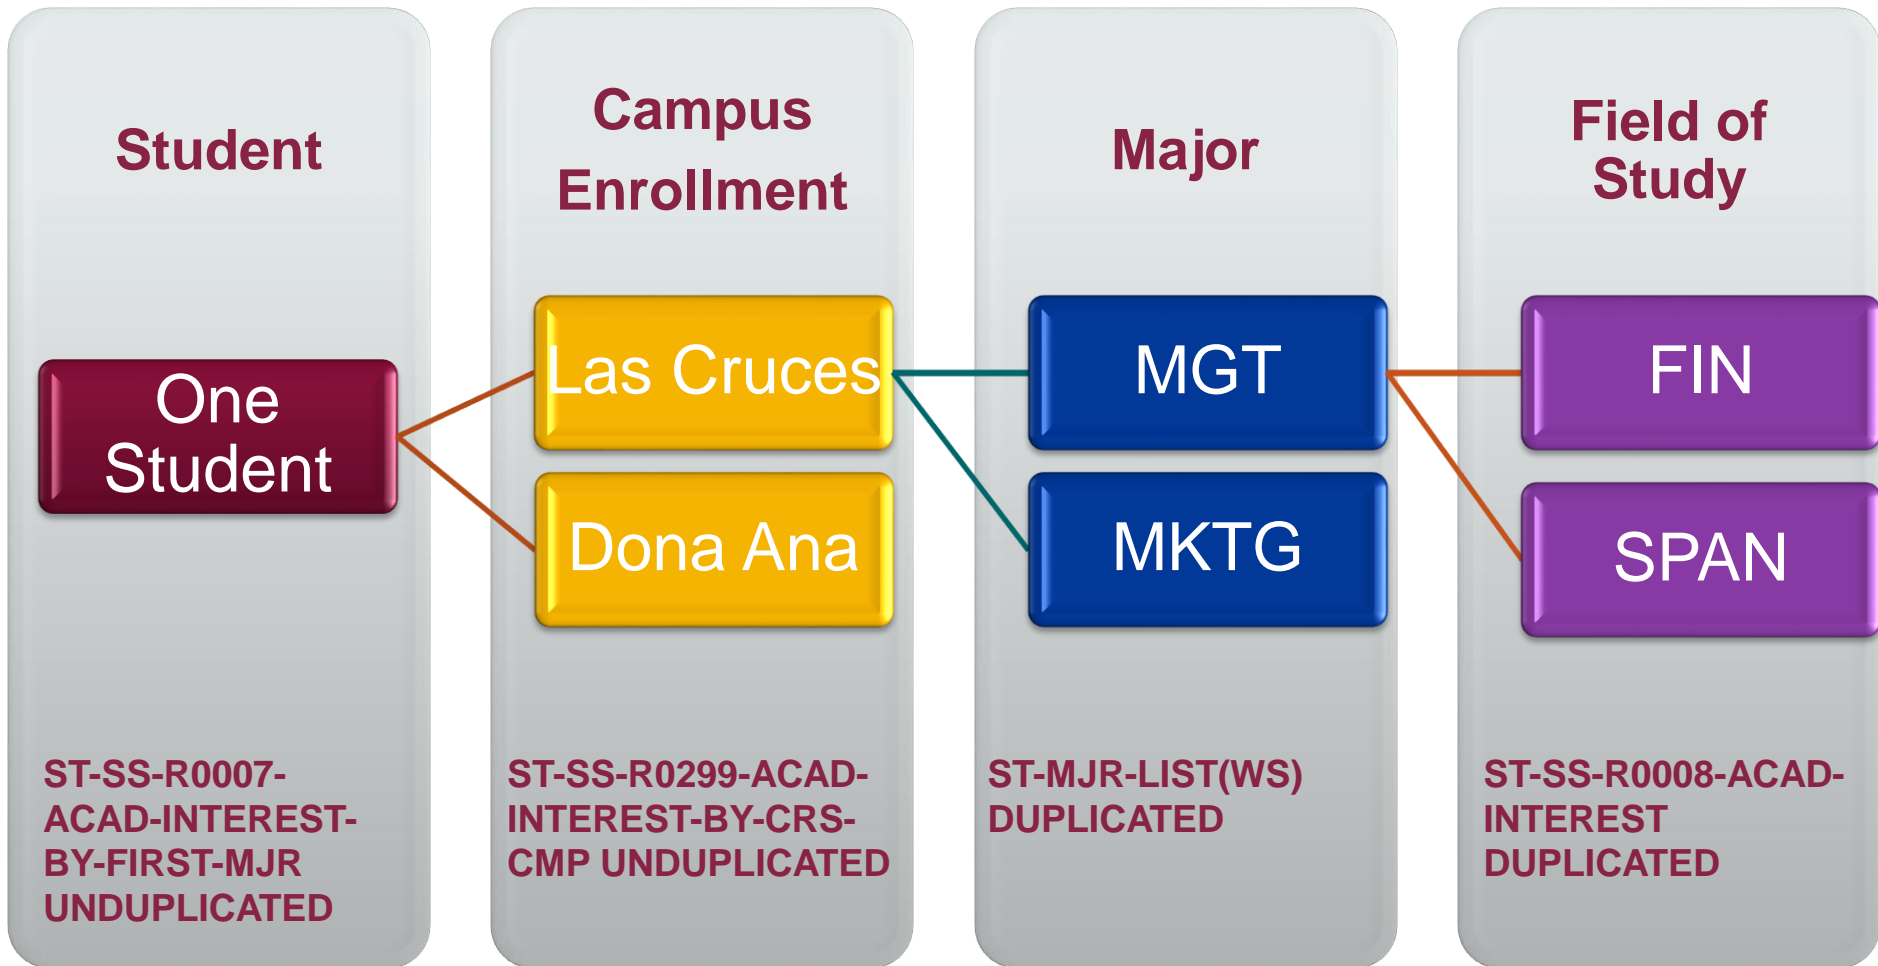 Student
Campus
Enrollment
Major
Field of
Study
One
Student
Las Cruces
Dona Ana
MGT
MKTG
FIN
SPAN
ST-SS-R0007-
ACAD-INTEREST-
BY-FIRST-MJR
UNDUPLICATED
ST-SS-R0299-ACAD-
INTEREST-BY-CRS-
CMP UNDUPLICATED
ST-MJR-LIST(WS)
DUPLICATED
ST-SS-R0008-ACAD-
INTEREST
DUPLICATED